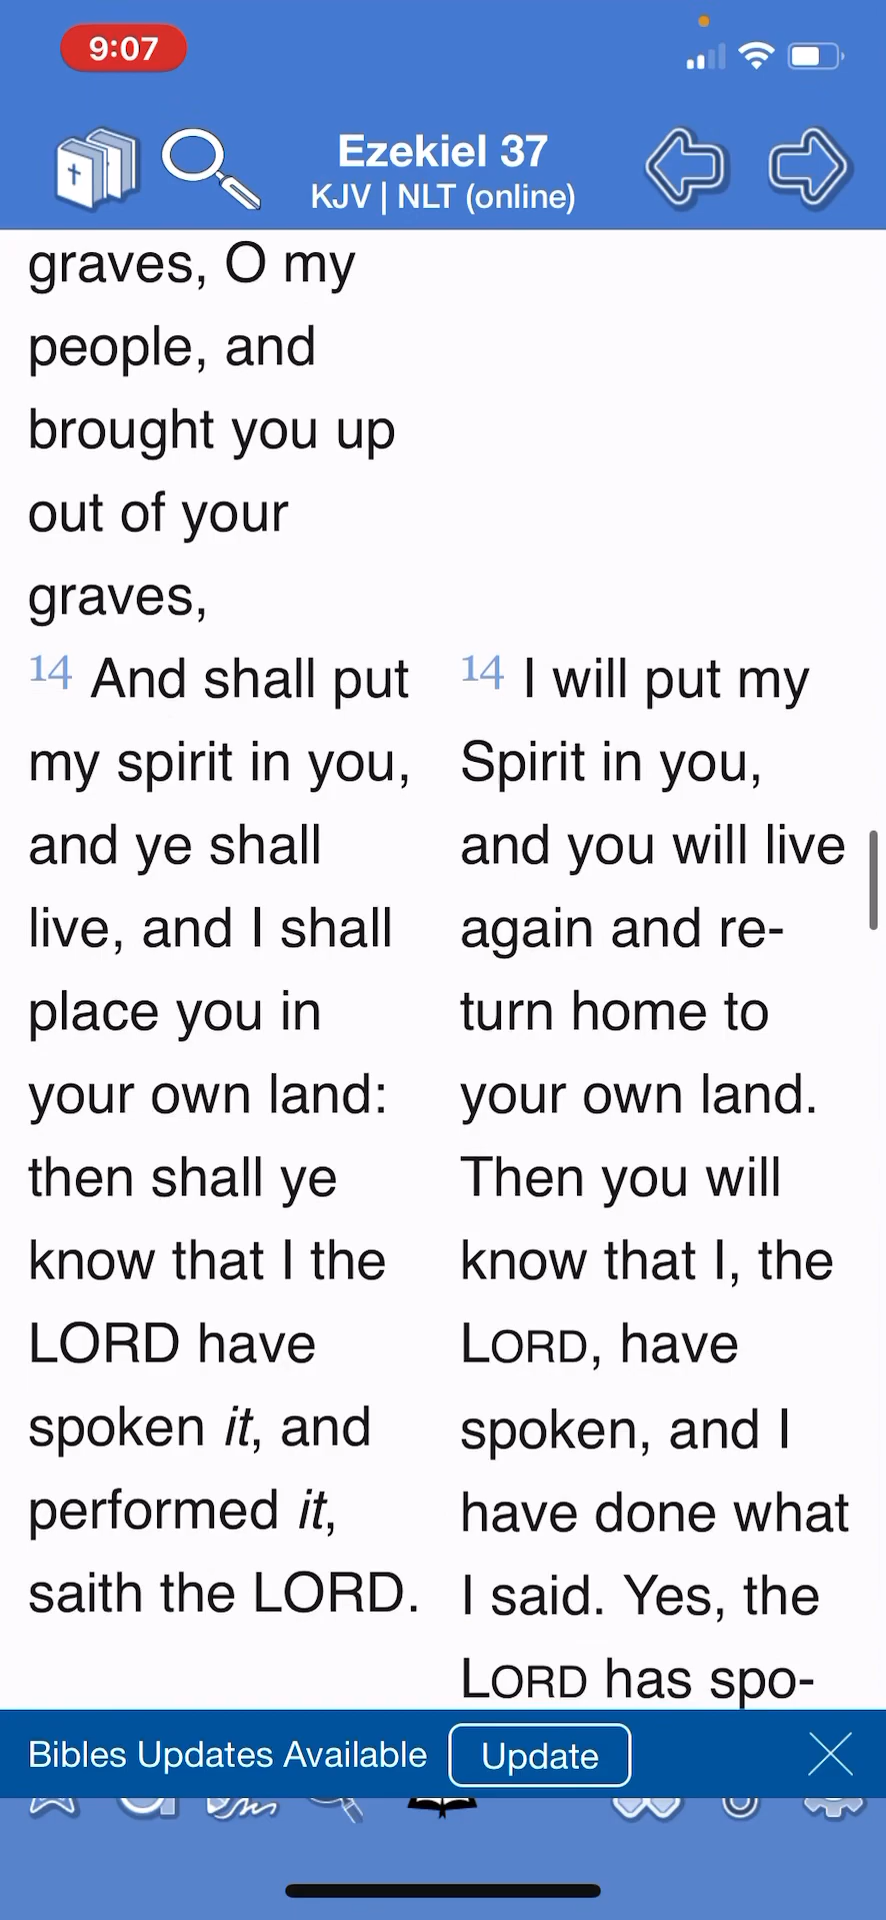 9:07
Ezekiel 37
KJV | NLT (online)
graves, O my
people, and
brought you up
out of your
graves,
14 And shall put
my spirit in you,
and ye shall
live, and I shall
place you in
your own land:
then shall ye
know that I the
LORD have
spoken it, and
performed it,
saith the LORD.
14 I will put my
Spirit in you,
and you will live
again and re-
turn home to
your own land.
Then you will
know that I, the
LORD, have
spoken, and I
have done what
I said. Yes, the
LORD has spo-
Bibles Updates Available
Update